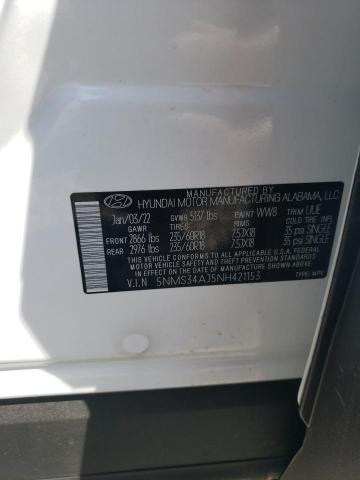 MANUFACTURED BY
HYUNDAI MOTOR MANUFACTURING ALABAMA, LLC
Jan/03/22 GVWR 5137 lbs PAINT WW8 TRIM UUE
GAWR TIRES RIMS COLD TIRE INFL
FRONT 2866 lbs 235/60R18 7.5JX18 35 psi SINGLE
REAR 2976 lbs 235/60R18 7.5JX18 35 psi SINGLE
THIS VEHICLE CONFORMS TO ALL APPLICABLE U.S. FEDERAL
MOTOR VEHICLE SAFETY STANDARDS
IN EFFECT ON THE DATE OF MANUFACTURE SHOWN ABOVE.
V.I.N 5NMS34AJ5NH421153 TYPE: MPV